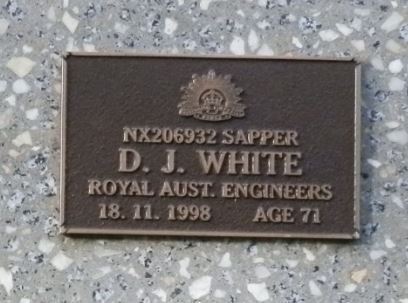 NX206932 SAPPER
D. J. WHITE
ROYAL AUST. ENGINEERS
18. 11. 1998 AGE 71